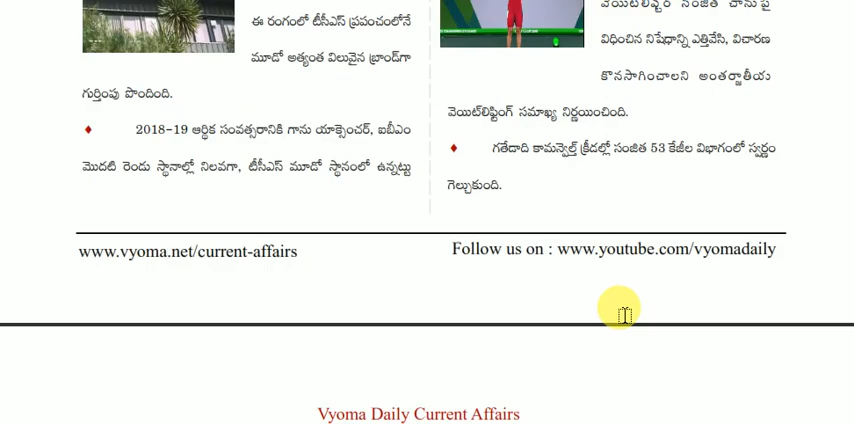 ఈ రంగంలో టీసీఎస్ ప్రపంచంలోనే
మూడో అత్యంత విలువైన బ్రాండ్‌గా
గుర్తింపు పొందింది.
♦ 2018-19 ఆర్థిక సంవత్సరానికి గాను యాక్సెంచర్, ఐబీఎం
మొదటి రెండు స్థానాల్లో నిలవగా, టీసీఎస్ మూడో స్థానంలో ఉన్నట్టు
వెయిట్‌లిఫ్టర్ సంజిత చానుపై
విధించిన నిషేధాన్ని ఎత్తివేసి, విచారణ
కొనసాగించాలని అంతర్జాతీయ
వెయిట్‌లిఫ్టింగ్ సమాఖ్య నిర్ణయించింది.
♦ గతేడాది కామన్వెల్త్ క్రీడల్లో సంజిత 53 కేజీల విభాగంలో స్వర్ణం
గెల్చుకుంది.
www.vyoma.net/current-affairs
Follow us on : www.youtube.com/vyomadaily
Vyoma Daily Current Affairs